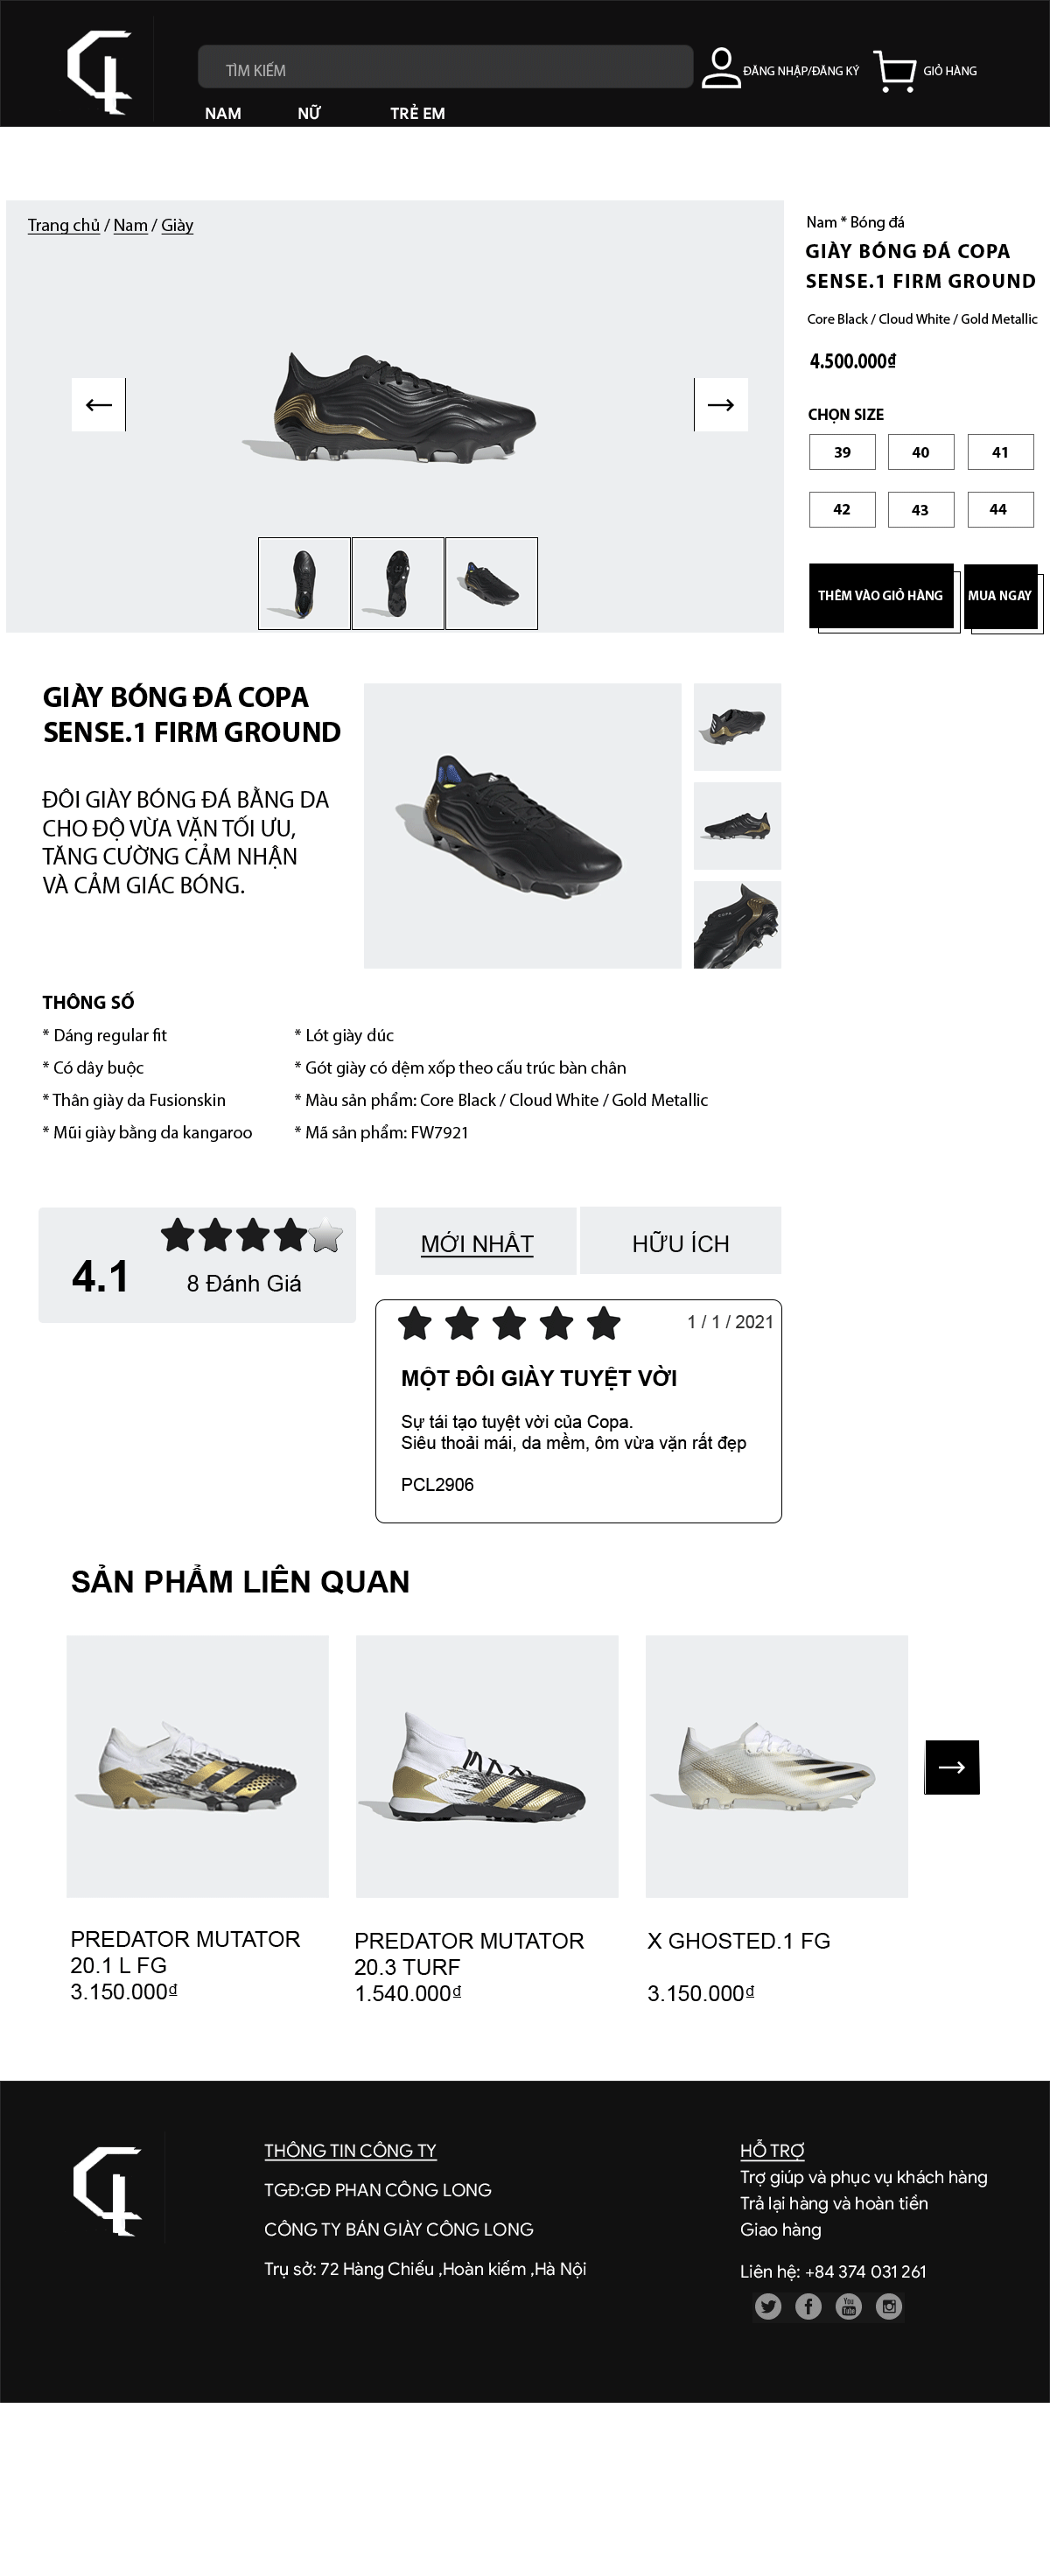 TÌM KIẾM
ĐĂNG NHẬP/ĐĂNG KÝ
GIỎ HÀNG
NAM
NỮ
TRẺ EM
Trang chủ / Nam / Giày
Nam * Bóng đá
GIÀY BÓNG ĐÁ COPA
SENSE.1 FIRM GROUND
Core Black / Cloud White / Gold Metallic
4.500.000₫
CHỌN SIZE
39
40
41
42
43
44
THÊM VÀO GIỎ HÀNG
MUA NGAY
GIÀY BÓNG ĐÁ COPA
SENSE.1 FIRM GROUND
ĐÔI GIÀY BÓNG ĐÁ BẰNG DA
CHO ĐỘ VỪA VẶN TỐI ƯU,
TĂNG CƯỜNG CẢM NHẬN
VÀ CẢM GIÁC BÓNG.
THÔNG SỐ
* Dáng regular fit
* Có dây buộc
* Thân giày da Fusionskin
* Mũi giày bằng da kangaroo
* Lót giày đúc
* Gót giày có đệm xốp theo cấu trúc bàn chân
* Màu sản phẩm: Core Black / Cloud White / Gold Metallic
* Mã sản phẩm: FW7921
4.1
8 Đánh Giá
MỚI NHẤT
HỮU ÍCH
1 / 1 / 2021
MỘT ĐÔI GIÀY TUYỆT VỜI
Sự tái tạo tuyệt vời của Copa.
Siêu thoải mái, da mềm, ôm vừa vặn rất đẹp
PCL2906
SẢN PHẨM LIÊN QUAN
PREDATOR MUTATOR
20.1 L FG
3.150.000₫
PREDATOR MUTATOR
20.3 TURF
1.540.000₫
X GHOSTED.1 FG
3.150.000₫
THÔNG TIN CÔNG TY
TGĐ:GĐ PHAN CÔNG LONG
CÔNG TY BÁN GIÀY CÔNG LONG
Trụ sở: 72 Hàng Chiếu ,Hoàn kiếm ,Hà Nội
HỖ TRỢ
Trợ giúp và phục vụ khách hàng
Trả lại hàng và hoàn tiền
Giao hàng
Liên hệ: +84 374 031 261
You
Tube